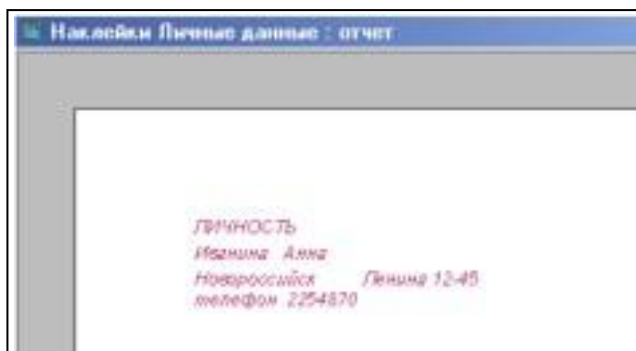 Наклейки Личные данные : отчет
ЛИЧНОСТЬ
Иванина Анна
Новороссийск Ленина 12-45
телефон 2254870